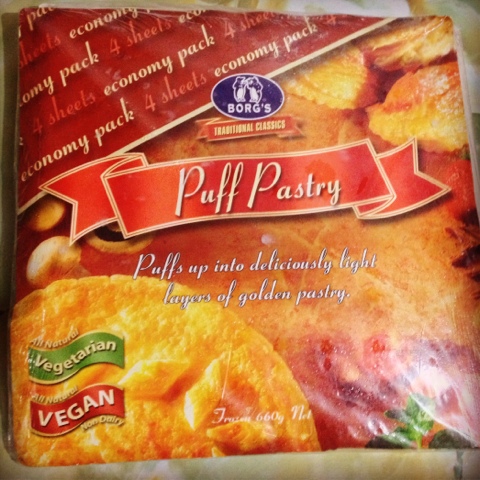 sheets economy pack
omy pack 4 sheets economy pack
4 sheets economy pack 4 sheets
economy pack
BORG'S
TRADITIONAL CLASSICS
Puff Pastry
Puffs up into deliciously light
layers of golden pastry.
All Natural
Vegetarian
All Natural
VEGAN
Non Dairy
Frozen 660g Net